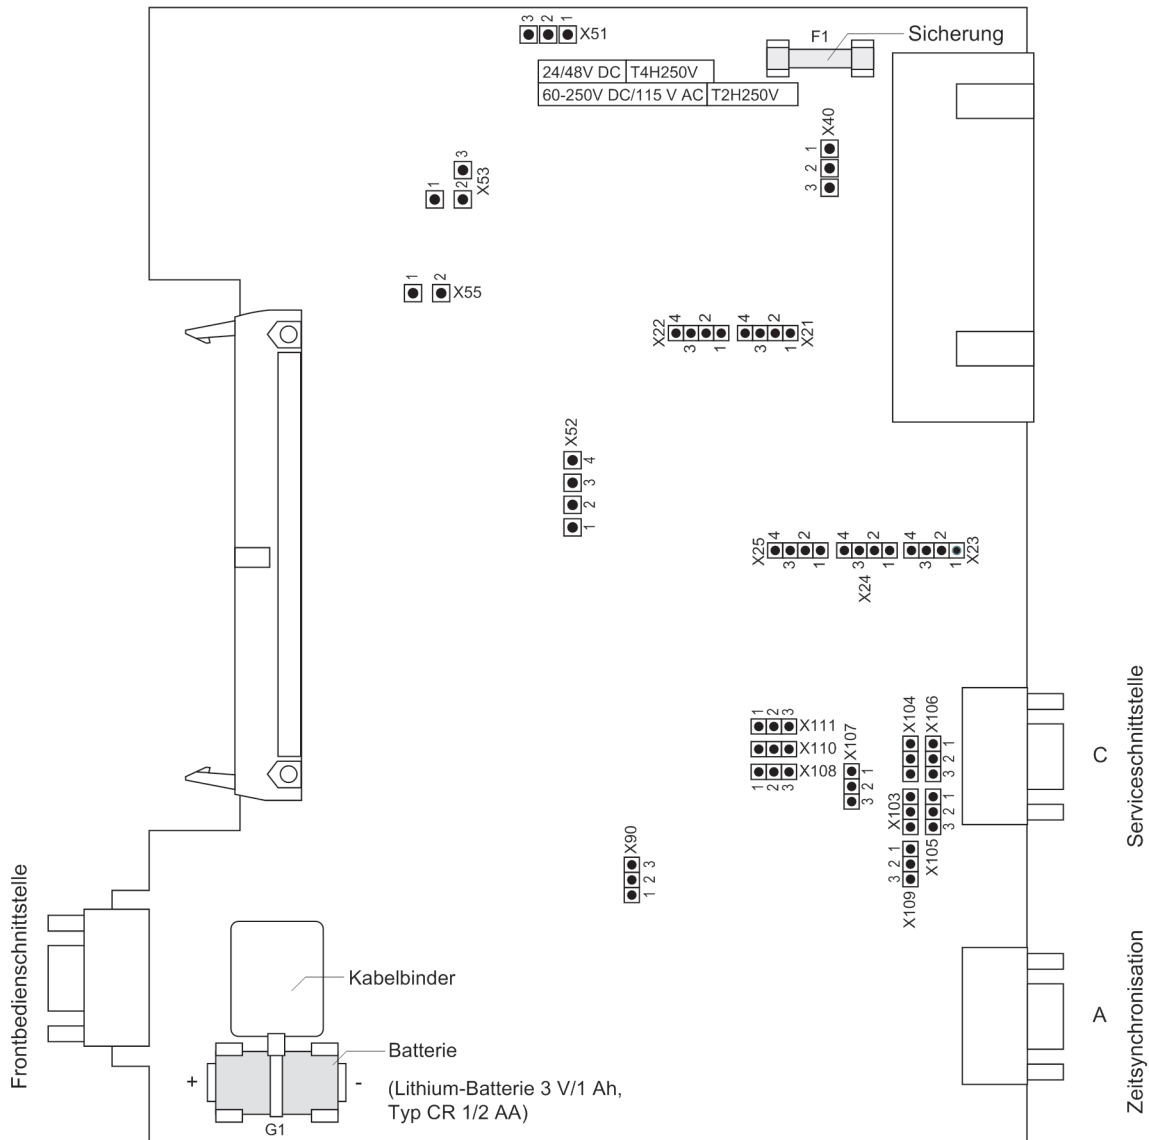 3 2 1
X51
F1
Sicherung
24/48V DC T4H250V
60-250V DC/115 V AC T2H250V
X40
1 2 3
3
1 2
X53
1 2
X55
X22
4 2
3 1
4 2
3 1
X21
X52
4
3
2
1
X25
4 2
3 1
4 2
3 1
X24
4 2
3 1
X23
1 2 3
X111
X110
X108
1 2 3
X107
1
2
3
X104
X106
1
2
3
X103
1
2
3
X105
1
2
3
X109
C
Serviceschnittstelle
X90
3
2
1
Frontbedienschnittstelle
Kabelbinder
Batterie
+
-
(Lithium-Batterie 3 V/1 Ah,
Typ CR 1/2 AA)
G1
A
Zeitsynchronisation